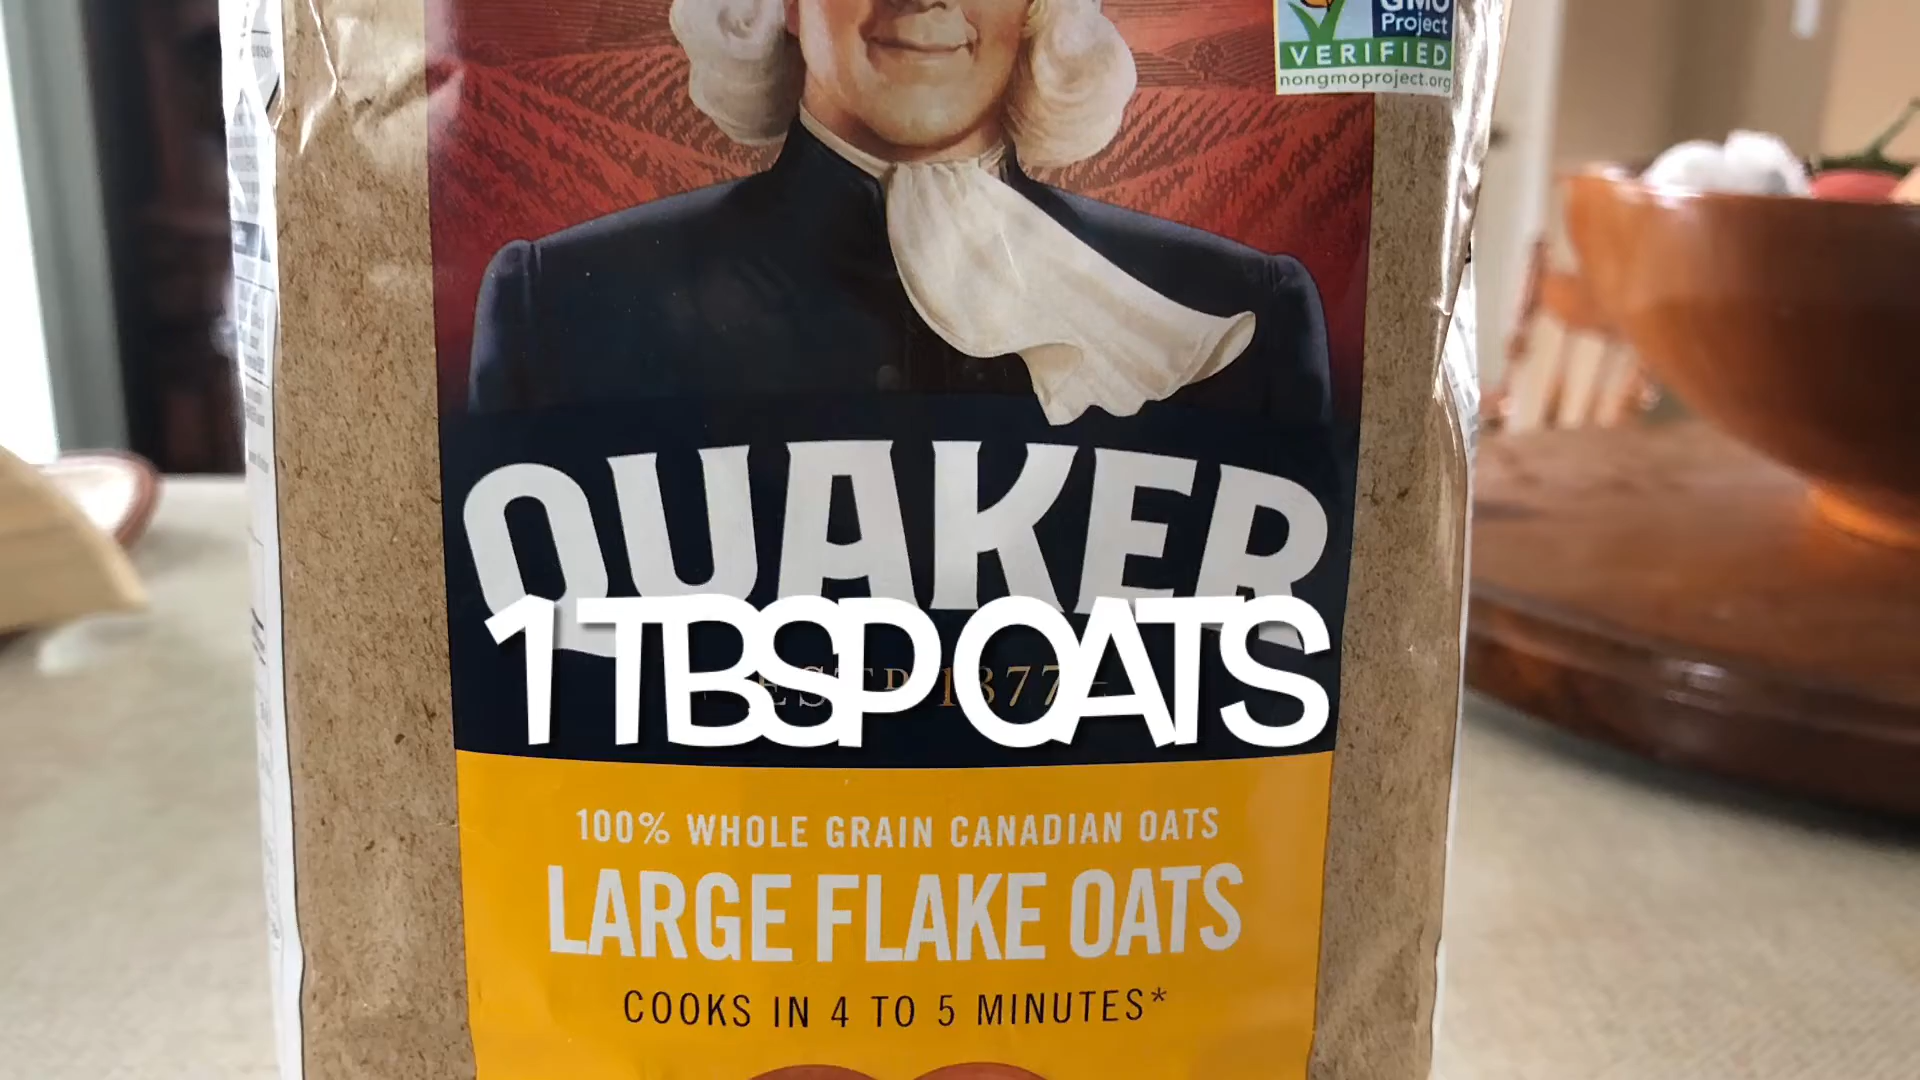 GMO
Project
VERIFIED
nongmoproject.org
QUAKER
1 TBSP OATS
100% WHOLE GRAIN CANADIAN OATS
LARGE FLAKE OATS
COOKS IN 4 TO 5 MINUTES*